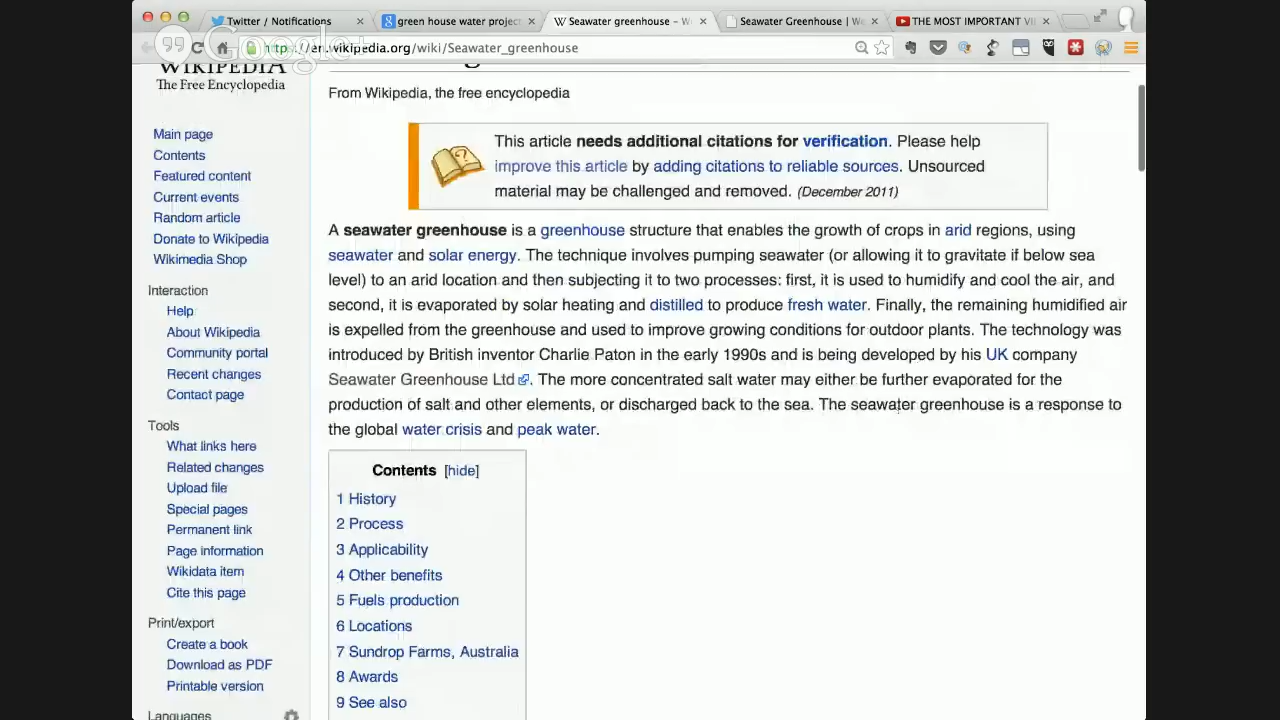 Twitter / Notifications
green house water project
Seawater greenhouse – W
Seawater Greenhouse | We
THE MOST IMPORTANT VI
https://en.wikipedia.org/wiki/Seawater_greenhouse
Google+
WIKIPEDIA
The Free Encyclopedia
Main page
Contents
Featured content
Current events
Random article
Donate to Wikipedia
Wikimedia Shop
Interaction
Help
About Wikipedia
Community portal
Recent changes
Contact page
Tools
What links here
Related changes
Upload file
Special pages
Permanent link
Page information
Wikidata item
Cite this page
Print/export
Create a book
Download as PDF
Printable version
Languages
From Wikipedia, the free encyclopedia
This article needs additional citations for verification. Please help
improve this article by adding citations to reliable sources. Unsourced
material may be challenged and removed. (December 2011)
A seawater greenhouse is a greenhouse structure that enables the growth of crops in arid regions, using
seawater and solar energy. The technique involves pumping seawater (or allowing it to gravitate if below sea
level) to an arid location and then subjecting it to two processes: first, it is used to humidify and cool the air, and
second, it is evaporated by solar heating and distilled to produce fresh water. Finally, the remaining humidified air
is expelled from the greenhouse and used to improve growing conditions for outdoor plants. The technology was
introduced by British inventor Charlie Paton in the early 1990s and is being developed by his UK company
Seawater Greenhouse Ltd. The more concentrated salt water may either be further evaporated for the
production of salt and other elements, or discharged back to the sea. The seawater greenhouse is a response to
the global water crisis and peak water.
Contents [hide]
1 History
2 Process
3 Applicability
4 Other benefits
5 Fuels production
6 Locations
7 Sundrop Farms, Australia
8 Awards
9 See also